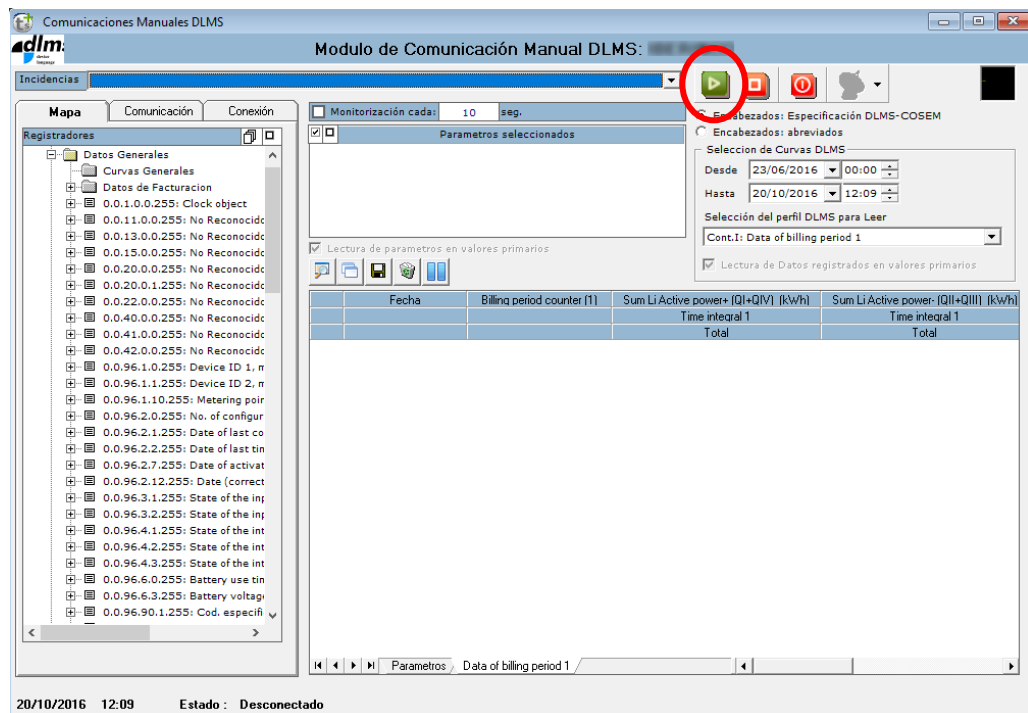 Comunicaciones Manuales DLMS
dlm:
device
language
Modulo de Comunicación Manual DLMS:
Incidencias
Mapa
Comunicación
Conexión
Registradores
Datos Generales
Curvas Generales
Datos de Facturacion
0.0.1.0.0.255: Clock object
0.0.11.0.0.255: No Reconocido
0.0.13.0.0.255: No Reconocido
0.0.15.0.0.255: No Reconocido
0.0.20.0.0.255: No Reconocido
0.0.20.0.1.255: No Reconocido
0.0.22.0.0.255: No Reconocido
0.0.40.0.0.255: No Reconocido
0.0.41.0.0.255: No Reconocido
0.0.42.0.0.255: No Reconocido
0.0.96.1.0.255: Device ID 1, m
0.0.96.1.1.255: Device ID 2, m
0.0.96.1.10.255: Metering poir
0.0.96.2.0.255: No. of configur
0.0.96.2.1.255: Date of last co
0.0.96.2.2.255: Date of last tin
0.0.96.2.7.255: Date of activat
0.0.96.2.12.255: Date (correct
0.0.96.3.1.255: State of the inp
0.0.96.3.2.255: State of the inp
0.0.96.4.1.255: State of the int
0.0.96.4.2.255: State of the int
0.0.96.4.3.255: State of the int
0.0.96.6.0.255: Battery use tin
0.0.96.6.3.255: Battery voltage
0.0.96.90.1.255: Cod. especifi
Monitorización cada: 10 seg.
Parametros seleccionados
Lectura de parametros en valores primarios
Encabezados: Especificación DLMS-COSEM
Encabezados: abreviados
Seleccion de Curvas DLMS
Desde 23/06/2016 00:00
Hasta 20/10/2016 12:09
Selección del perfil DLMS para Leer
Cont.I: Data of billing period 1
Lectura de Datos registrados en valores primarios
Fecha Billing period counter (1) Sum Li Active power+ (QI+QIV) (kWh) Sum Li Active power- (QII+QIII) (kWh)
Time integral 1 Time integral 1
Total Total
Parametros Data of billing period 1
20/10/2016 12:09 Estado : Desconectado